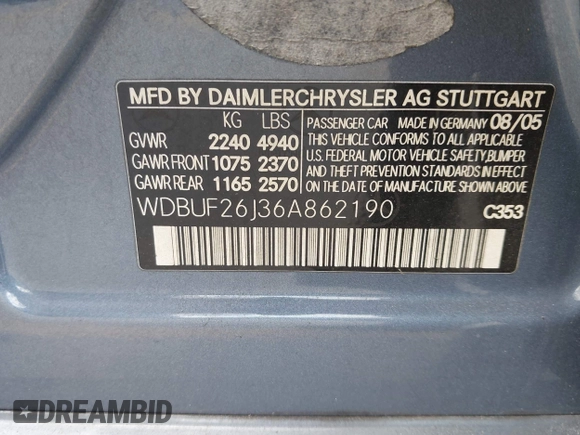 MFD BY DAIMLERCHRYSLER AG STUTTGART
KG LBS
GVWR 2240 4940
GAWR FRONT 1075 2370
GAWR REAR 1165 2570
PASSENGER CAR MADE IN GERMANY 08/05
THIS VEHICLE CONFORMS TO ALL APPLICABLE
U.S. FEDERAL MOTOR VEHICLE SAFETY, BUMPER
AND THEFT PREVENTION STANDARDS IN EFFECT
ON THE DATE OF MANUFACTURE SHOWN ABOVE.
WDBUF26J36A862190 C353
DREAMBID